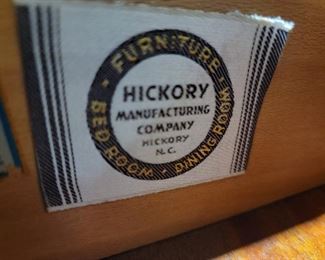 FURNITURE
HICKORY
MANUFACTURING
COMPANY
HICKORY
N.C.
BED ROOM - DINING ROOM